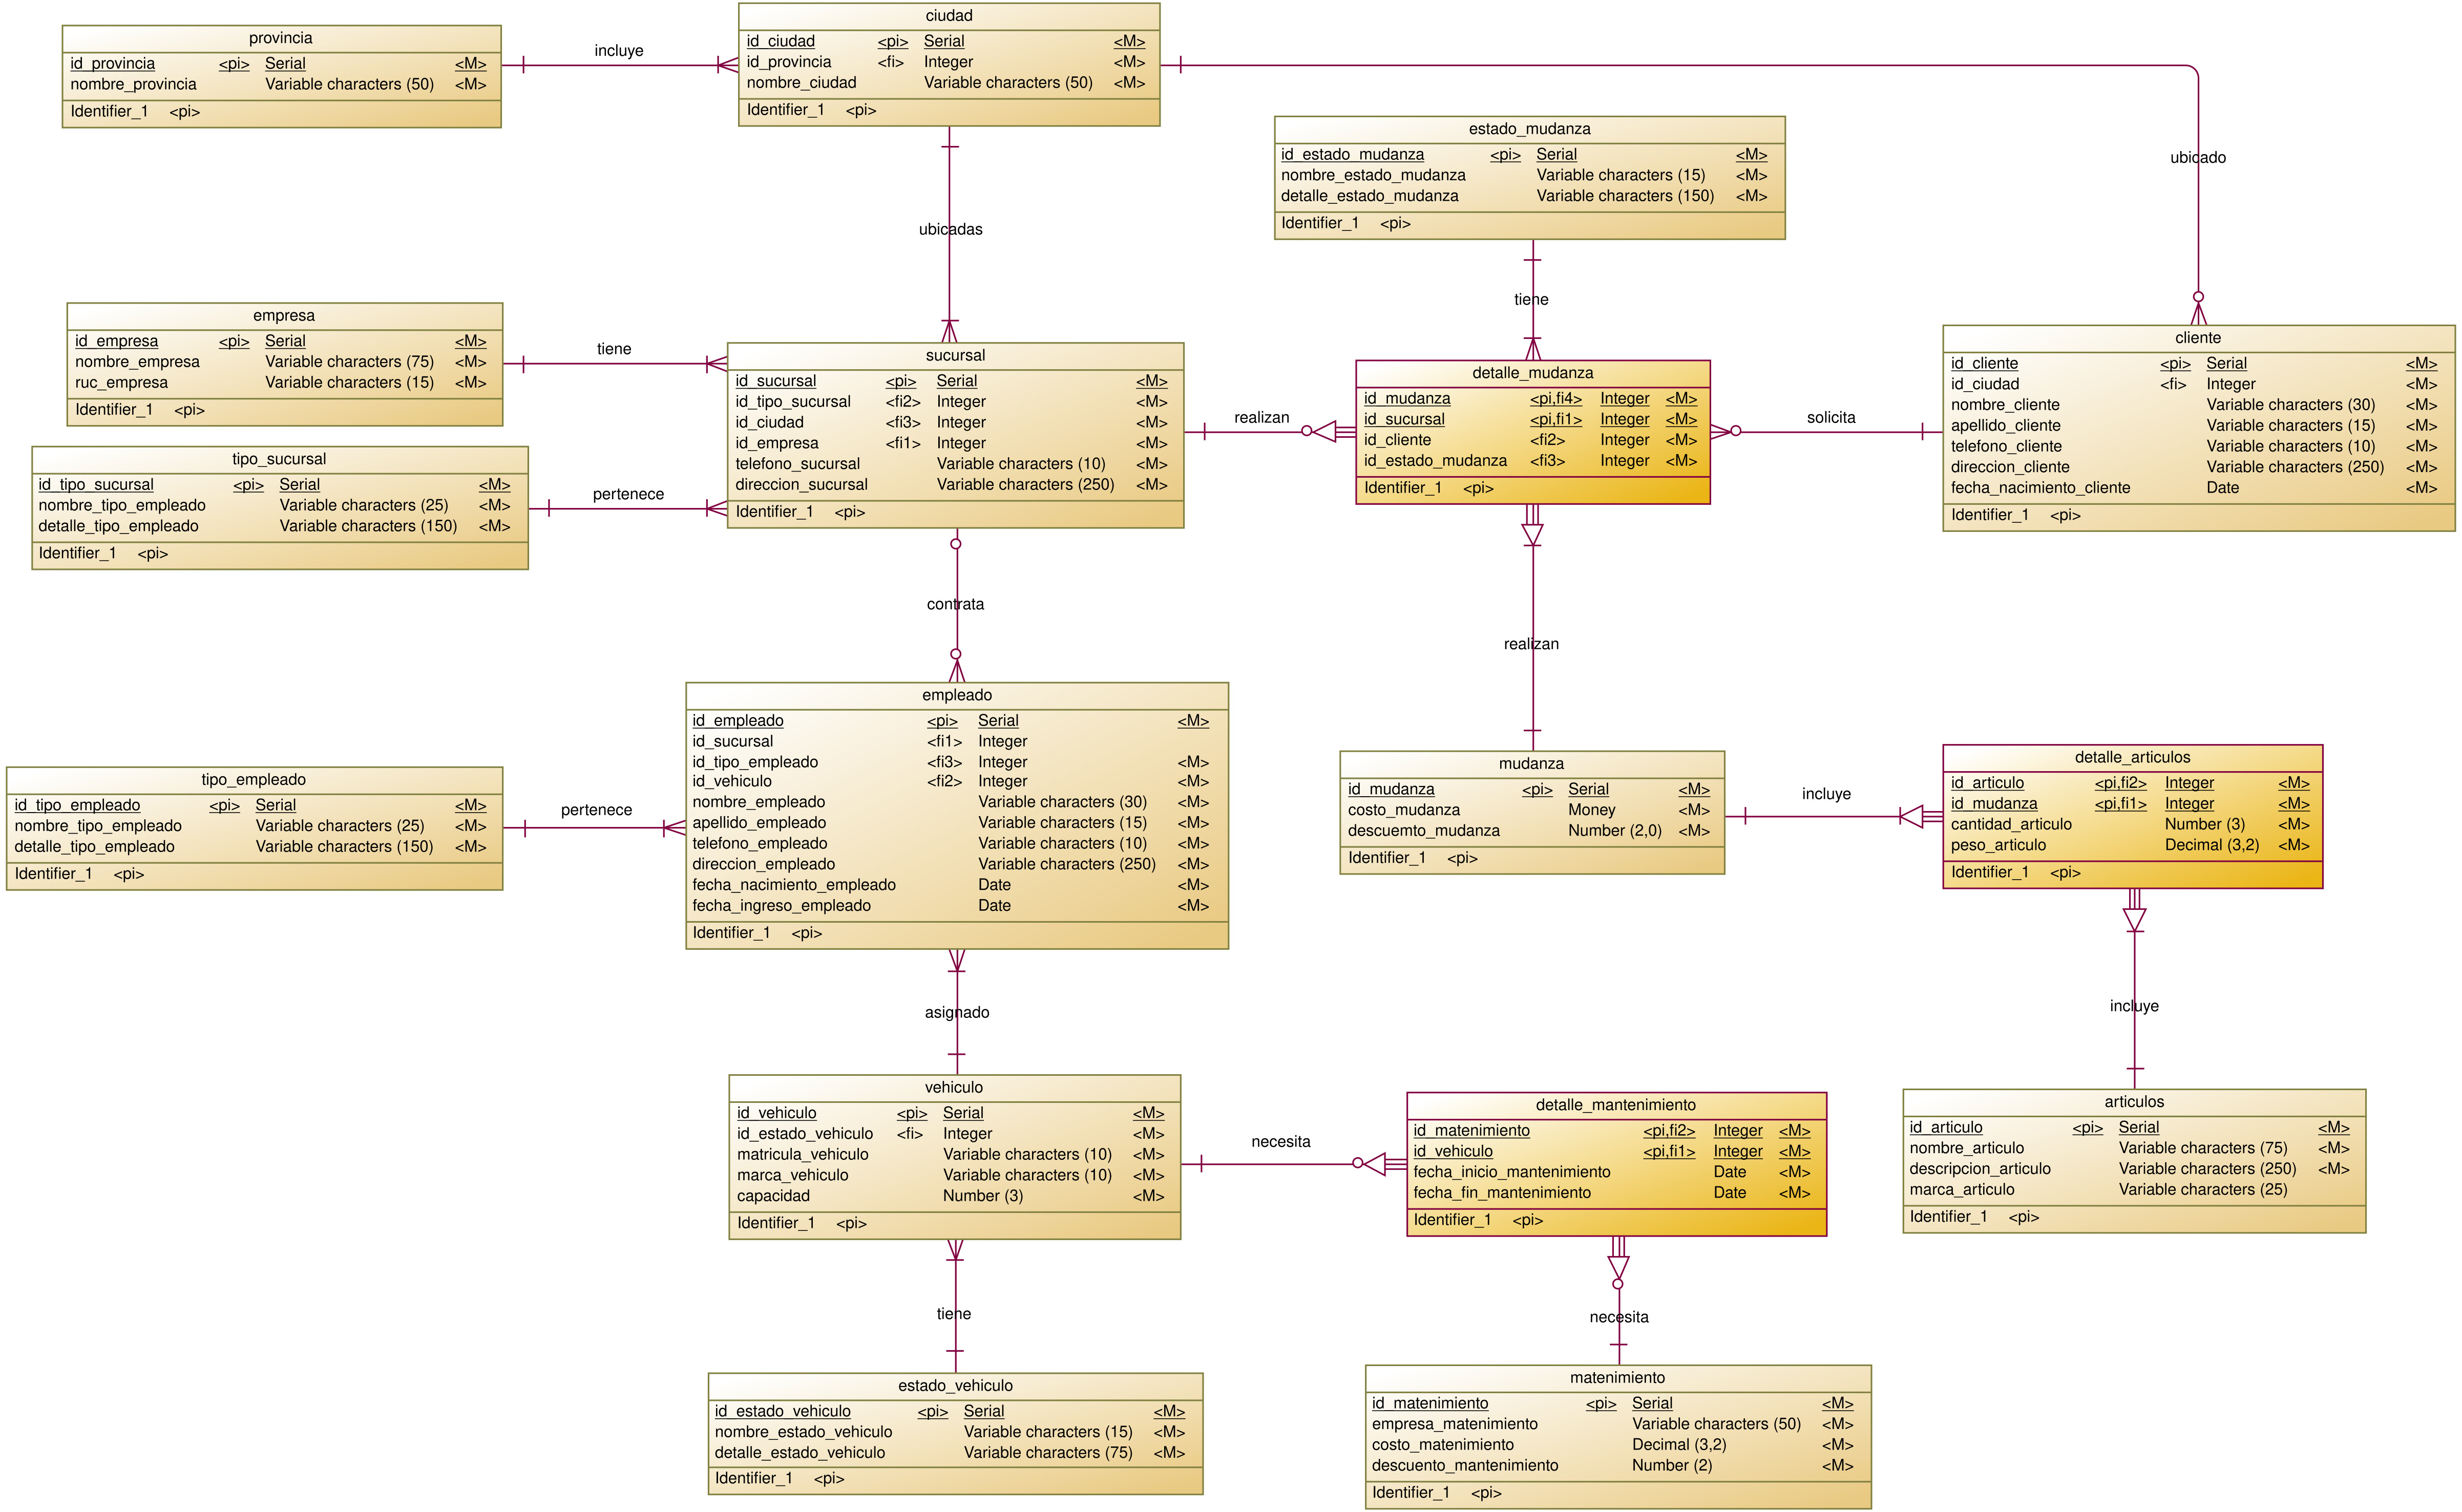 provincia
id_provincia <pi> Serial <M>
nombre_provincia Variable characters (50) <M>
Identifier_1 <pi>
incluye
ciudad
id_ciudad <pi> Serial <M>
id_provincia <fi> Integer <M>
nombre_ciudad Variable characters (50) <M>
Identifier_1 <pi>
ubicado
ubicadas
estado_mudanza
id_estado_mudanza <pi> Serial <M>
nombre_estado_mudanza Variable characters (15) <M>
detalle_estado_mudanza Variable characters (150) <M>
Identifier_1 <pi>
tiene
empresa
id_empresa <pi> Serial <M>
nombre_empresa Variable characters (75) <M>
ruc_empresa Variable characters (15) <M>
Identifier_1 <pi>
tiene
tipo_sucursal
id_tipo_sucursal <pi> Serial <M>
nombre_tipo_empleado Variable characters (25) <M>
detalle_tipo_empleado Variable characters (150) <M>
Identifier_1 <pi>
pertenece
sucursal
id_sucursal <pi> Serial <M>
id_tipo_sucursal <fi2> Integer <M>
id_ciudad <fi3> Integer <M>
id_empresa <fi1> Integer <M>
telefono_sucursal Variable characters (10) <M>
direccion_sucursal Variable characters (250) <M>
Identifier_1 <pi>
realizan
detalle_mudanza
id_mudanza <pi,fi4> Integer <M>
id_sucursal <pi,fi1> Integer <M>
id_cliente <fi2> Integer <M>
id_estado_mudanza <fi3> Integer <M>
Identifier_1 <pi>
solicita
cliente
id_cliente <pi> Serial <M>
id_ciudad <fi> Integer <M>
nombre_cliente Variable characters (30) <M>
apellido_cliente Variable characters (15) <M>
telefono_cliente Variable characters (10) <M>
direccion_cliente Variable characters (250) <M>
fecha_nacimiento_cliente Date <M>
Identifier_1 <pi>
contrata
realizan
tipo_empleado
id_tipo_empleado <pi> Serial <M>
nombre_tipo_empleado Variable characters (25) <M>
detalle_tipo_empleado Variable characters (150) <M>
Identifier_1 <pi>
pertenece
empleado
id_empleado <pi> Serial <M>
id_sucursal <fi1> Integer
id_tipo_empleado <fi3> Integer <M>
id_vehiculo <fi2> Integer <M>
nombre_empleado Variable characters (30) <M>
apellido_empleado Variable characters (15) <M>
telefono_empleado Variable characters (10) <M>
direccion_empleado Variable characters (250) <M>
fecha_nacimiento_empleado Date <M>
fecha_ingreso_empleado Date <M>
Identifier_1 <pi>
mudanza
id_mudanza <pi> Serial <M>
costo_mudanza Money <M>
descuemto_mudanza Number (2,0) <M>
Identifier_1 <pi>
incluye
detalle_articulos
id_articulo <pi,fi2> Integer <M>
id_mudanza <pi,fi1> Integer <M>
cantidad_articulo Number (3) <M>
peso_articulo Decimal (3,2) <M>
Identifier_1 <pi>
asignado
incluye
vehiculo
id_vehiculo <pi> Serial <M>
id_estado_vehiculo <fi> Integer <M>
matricula_vehiculo Variable characters (10) <M>
marca_vehiculo Variable characters (10) <M>
capacidad Number (3) <M>
Identifier_1 <pi>
necesita
detalle_mantenimiento
id_matenimiento <pi,fi2> Integer <M>
id_vehiculo <pi,fi1> Integer <M>
fecha_inicio_mantenimiento Date <M>
fecha_fin_mantenimiento Date <M>
Identifier_1 <pi>
articulos
id_articulo <pi> Serial <M>
nombre_articulo Variable characters (75) <M>
descripcion_articulo Variable characters (250) <M>
marca_articulo Variable characters (25)
Identifier_1 <pi>
tiene
necesita
estado_vehiculo
id_estado_vehiculo <pi> Serial <M>
nombre_estado_vehiculo Variable characters (15) <M>
detalle_estado_vehiculo Variable characters (75) <M>
Identifier_1 <pi>
matenimiento
id_matenimiento <pi> Serial <M>
empresa_matenimiento Variable characters (50) <M>
costo_matenimiento Decimal (3,2) <M>
descuento_mantenimiento Number (2) <M>
Identifier_1 <pi>